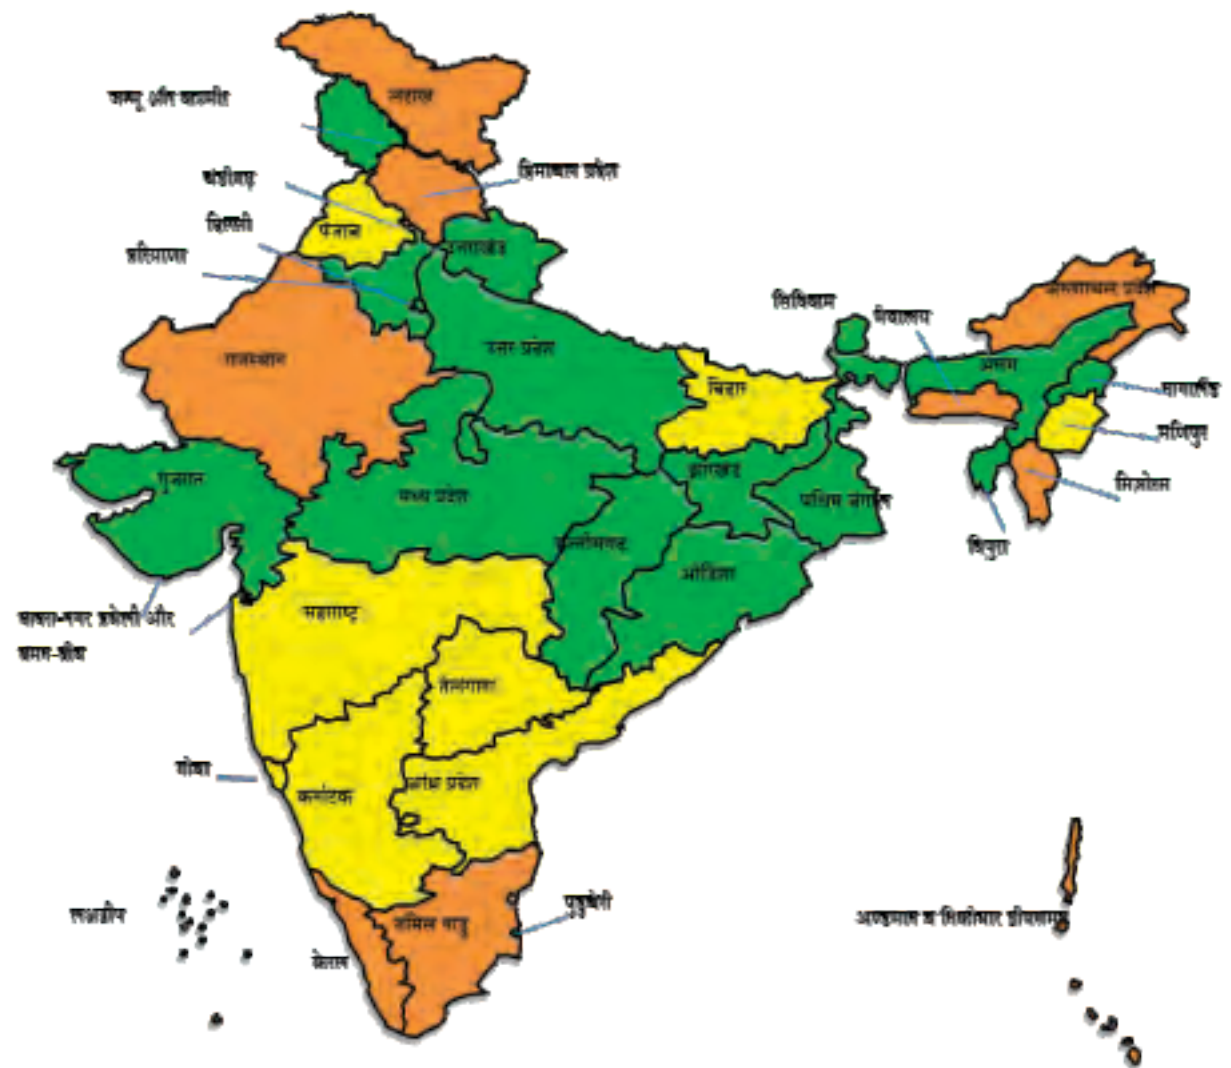 लद्दाख
जम्मू और कश्मीर
हिमाचल प्रदेश
चंडीगढ़
पंजाब
दिल्ली
उत्तराखंड
हरियाणा
अरुणाचल प्रदेश
सिक्किम
मेघालय
उत्तर प्रदेश
राजस्थान
असम
बिहार
नागालैंड
मणिपुर
गुजरात
झारखंड
मध्य प्रदेश
पश्चिम बंगाल
मिज़ोरम
त्रिपुरा
छत्तीसगढ़
ओडिशा
महाराष्ट्र
दादरा-नगर हवेली और
दमन-दीव
तेलंगाना
गोवा
कर्नाटक
आंध्र प्रदेश
लक्षद्वीप
तमिल नाडु
पुडुचेरी
अण्डमान व निकोबार द्वीपसमूह
केरल